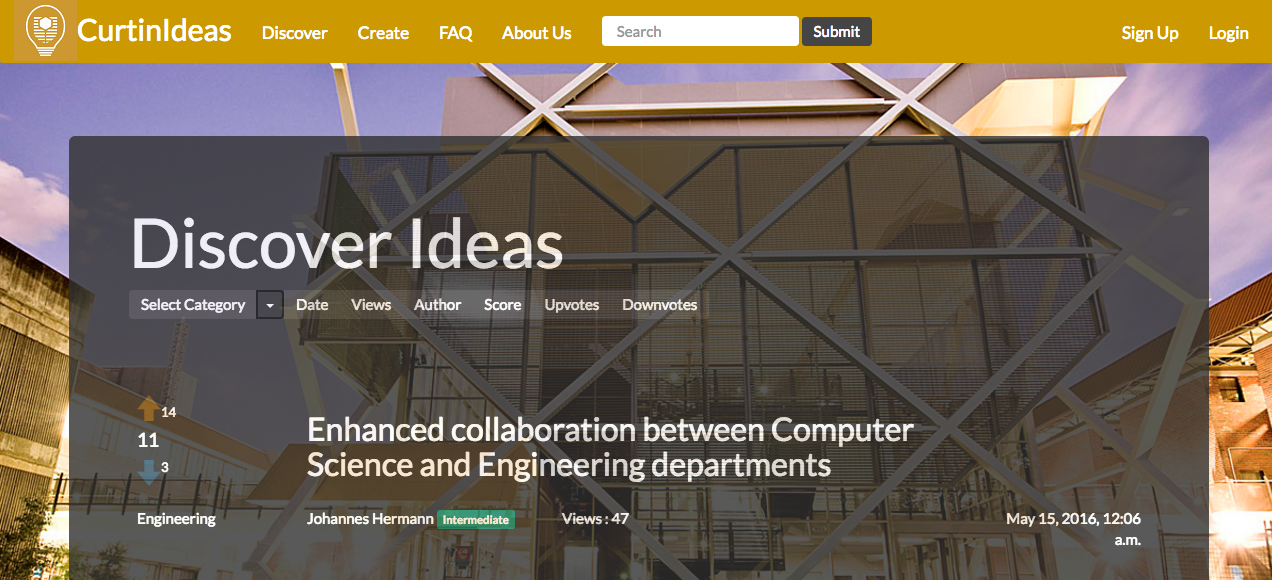 CurtinIdeas Discover Create FAQ About Us Search Submit Sign Up Login
Discover Ideas
Select Category Date Views Author Score Upvotes Downvotes
14
11
3
Enhanced collaboration between Computer
Science and Engineering departments
Engineering Johannes Hermann Intermediate Views : 47 May 15, 2016, 12:06
a.m.